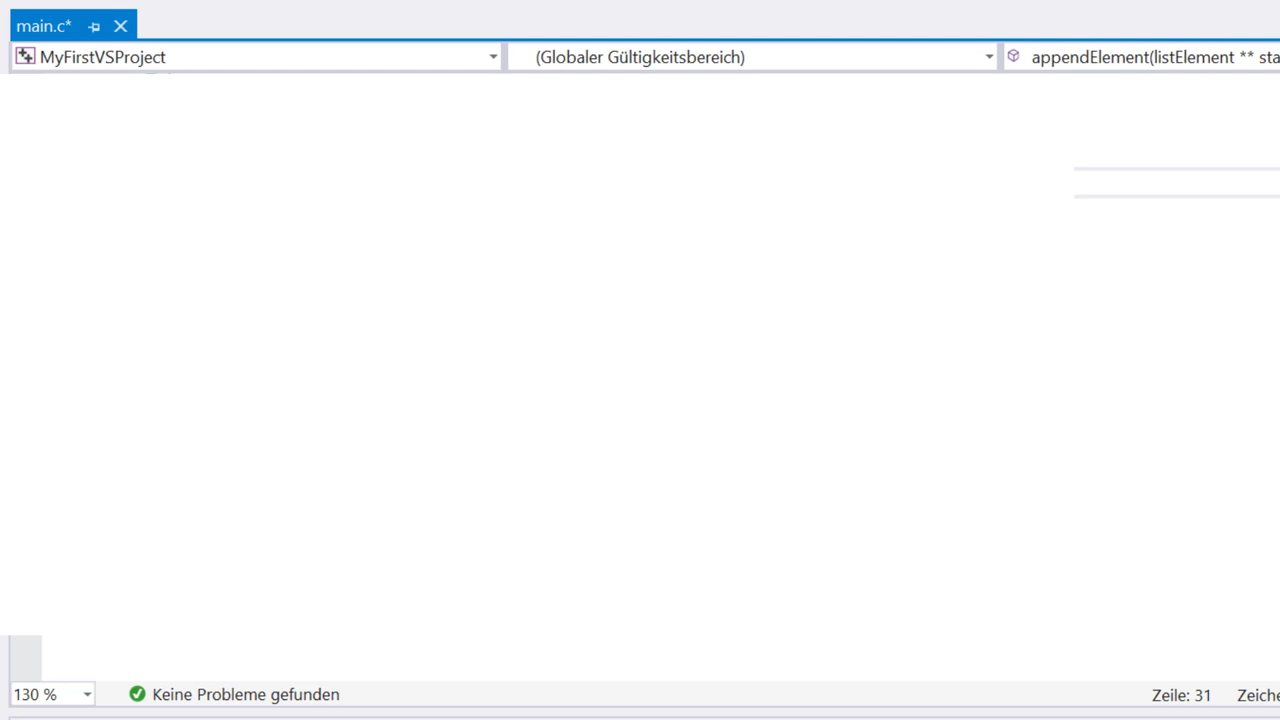 main.c*
MyFirstVSProject (Globaler Gültigkeitsbereich) appendElement(listElement ** sta
130 % Keine Probleme gefunden Zeile: 31 Zeiche